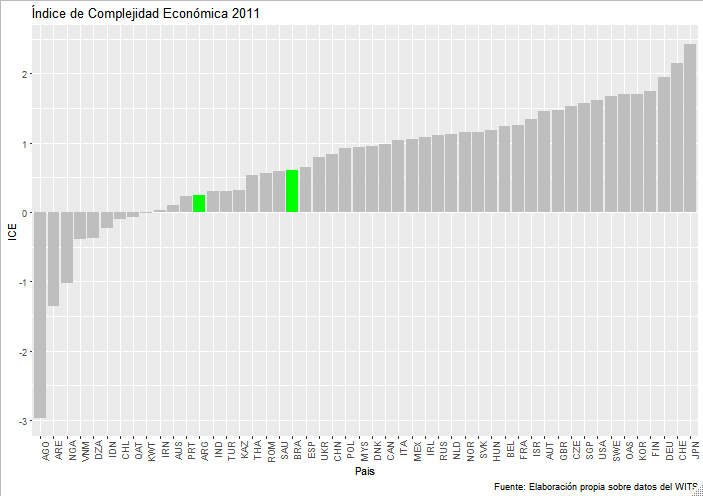 Índice de Complejidad Económica 2011
ICE
2
1
0
-1
-2
-3
AGO ARE NGA VNM DZA IDN CHL QAT KWT IRN AUS PRT ARG IND TUR KAZ THA ROM SAU BRA ESP UKR CHN POL MYS DNK CAN ITA MEX IRL RUS NLD NOR SVK HUN BEL FRA ISR AUT GBR CZE SGP USA SWE OAS KOR FIN DEU CHE JPN
Pais
Fuente: Elaboración propia sobre datos del WITS